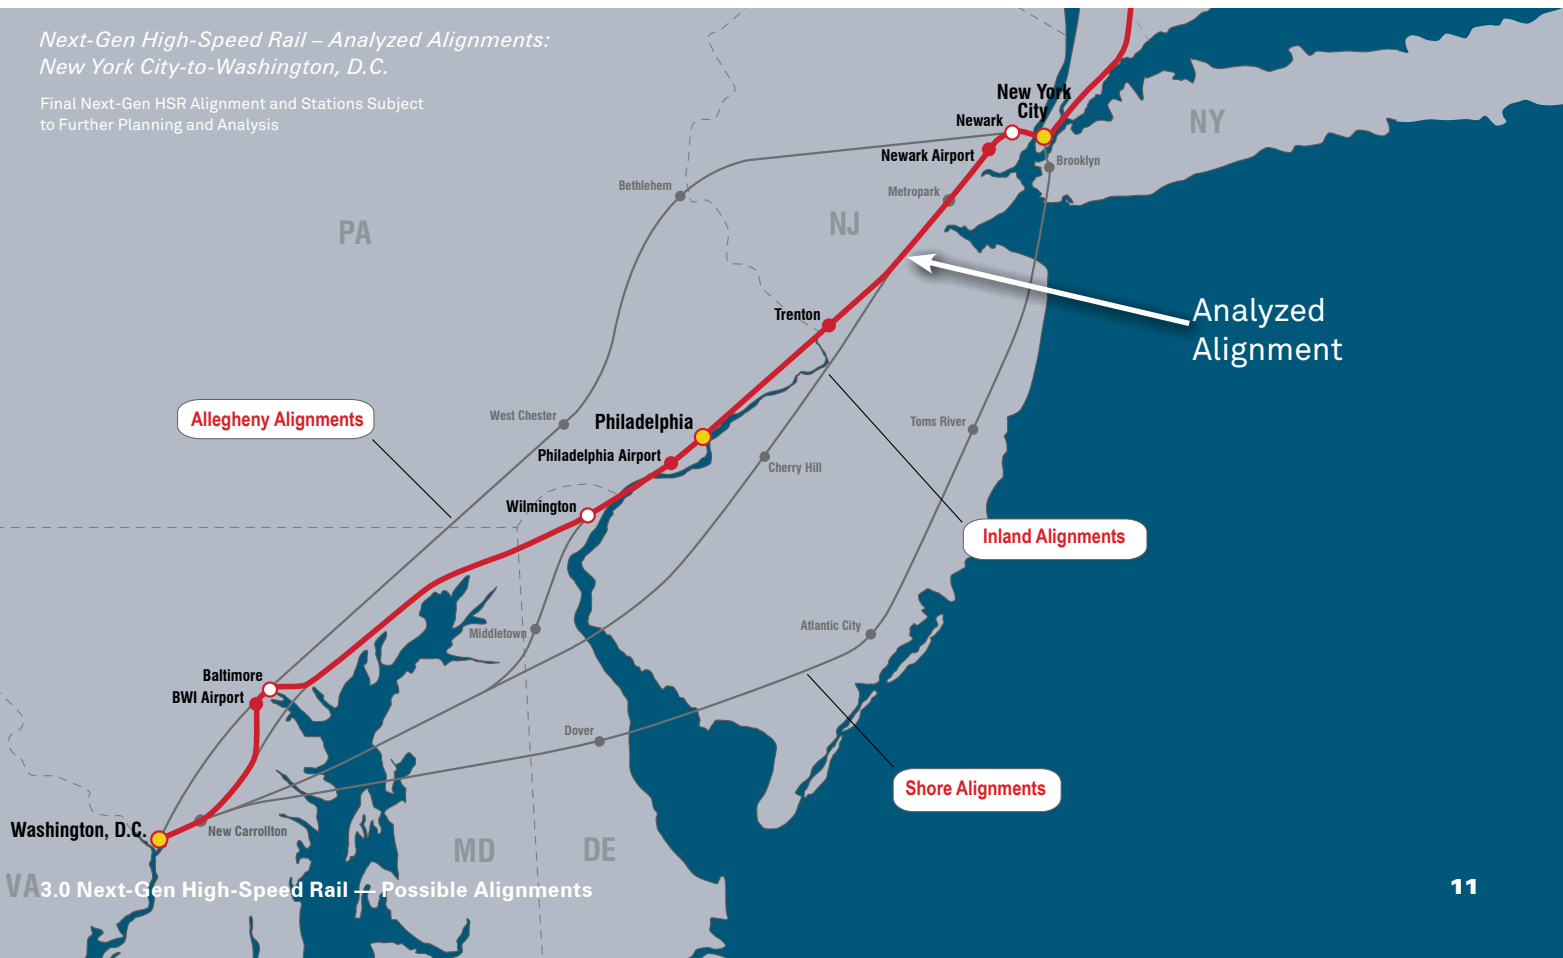 Next-Gen High-Speed Rail – Analyzed Alignments:
New York City-to-Washington, D.C.
Final Next-Gen HSR Alignment and Stations Subject
to Further Planning and Analysis
New York
City
Newark
NY
Newark Airport
Brooklyn
Bethlehem
Metropark
PA
NJ
Trenton
Analyzed
Alignment
Allegheny Alignments
West Chester
Philadelphia
Toms River
Philadelphia Airport
Cherry Hill
Wilmington
Inland Alignments
Middletown
Atlantic City
Baltimore
BWI Airport
Dover
Shore Alignments
Washington, D.C.
New Carrollton
MD
DE
VA
3.0 Next-Gen High-Speed Rail — Possible Alignments
11